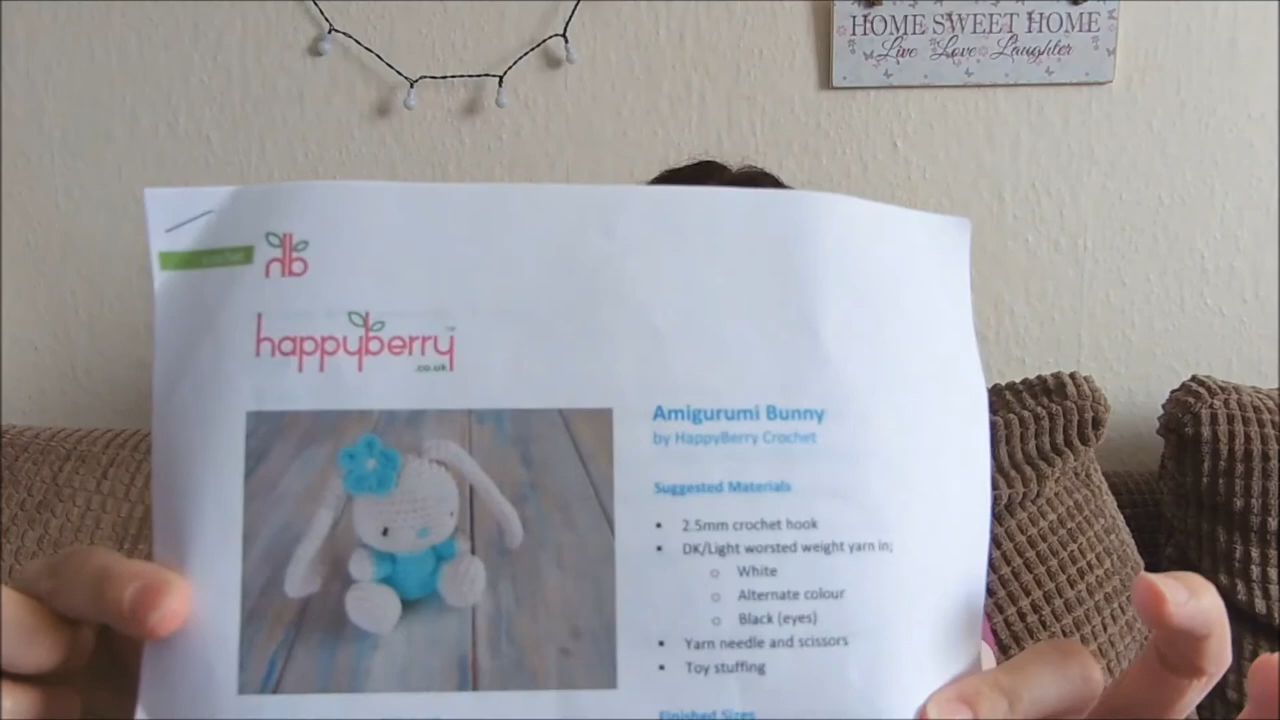 HOME SWEET HOME
Live Love Laughter
crochet
hb
happyberry
.co.uk
Amigurumi Bunny
by HappyBerry Crochet
Suggested Materials
▪ 2.5mm crochet hook
▪ DK/Light worsted weight yarn in;
o White
o Alternate colour
o Black (eyes)
▪ Yarn needle and scissors
▪ Toy stuffing
Finished Sizes